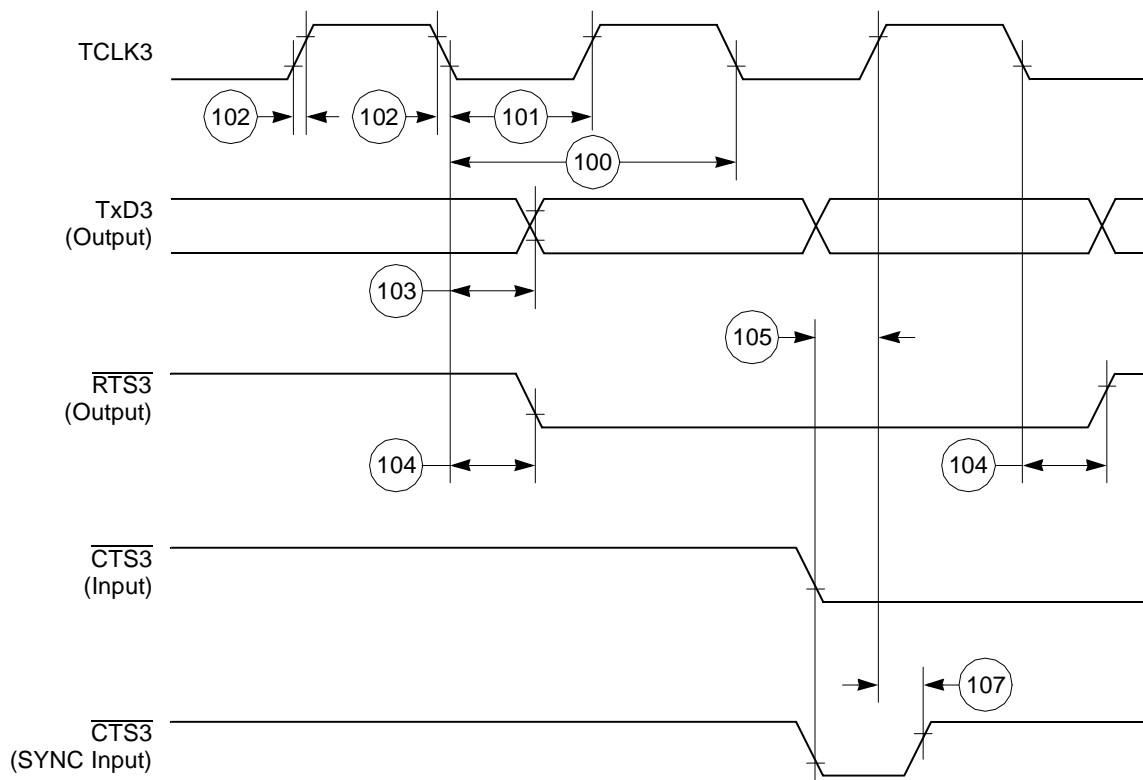 TCLK3
102
102
101
100
TxD3
(Output)
103
105
RTS3
(Output)
104
104
CTS3
(Input)
107
CTS3
(SYNC Input)